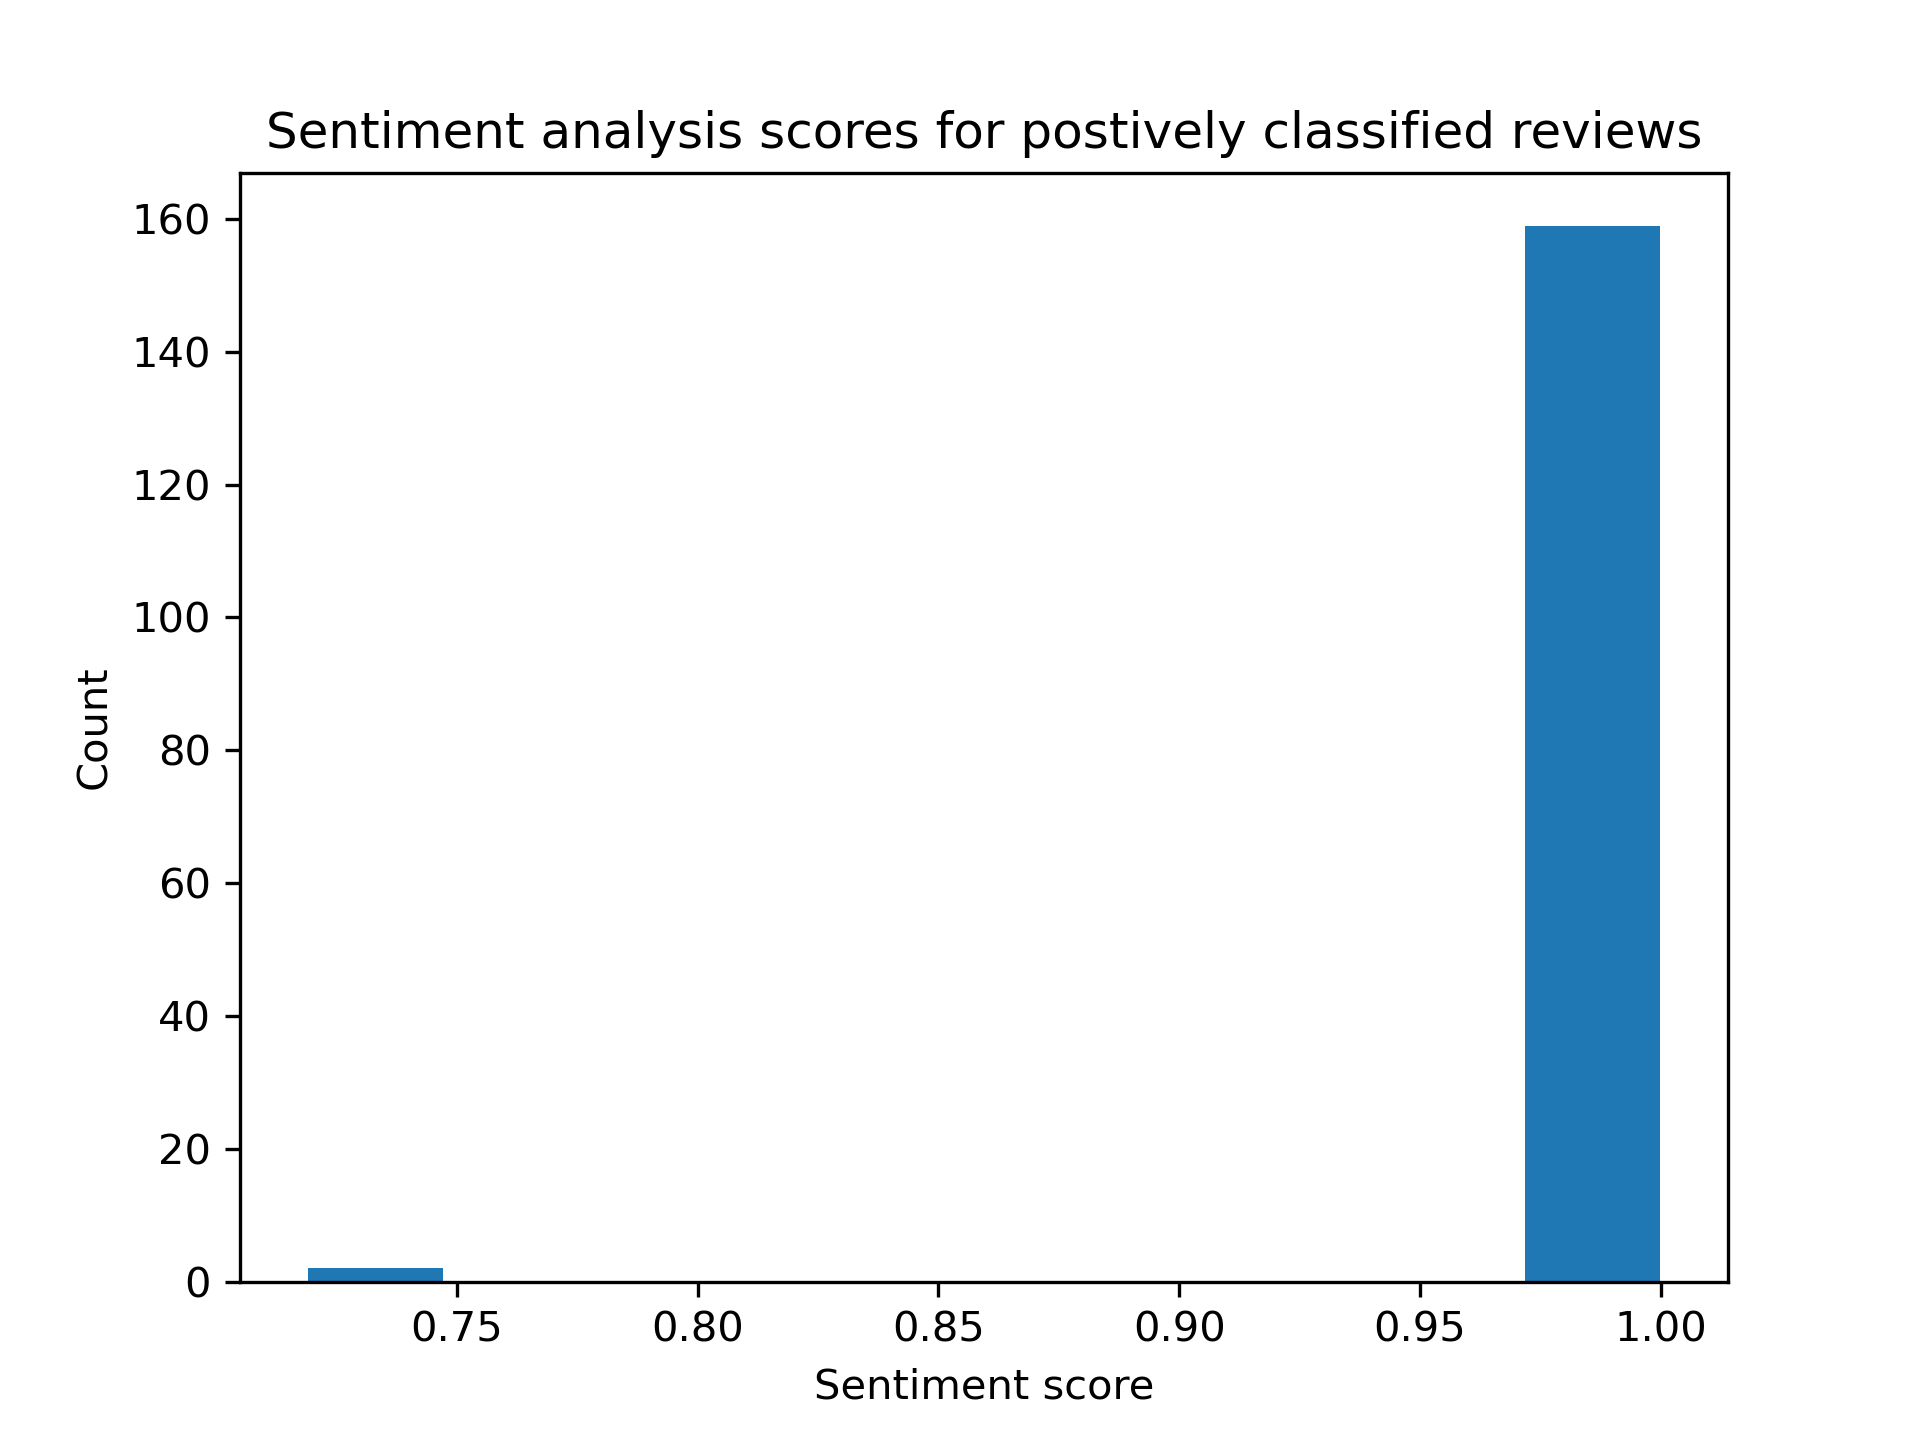 Sentiment analysis scores for postively classified reviews
160
140
120
100
80
60
40
20
0
Count
0.75 0.80 0.85 0.90 0.95 1.00
Sentiment score